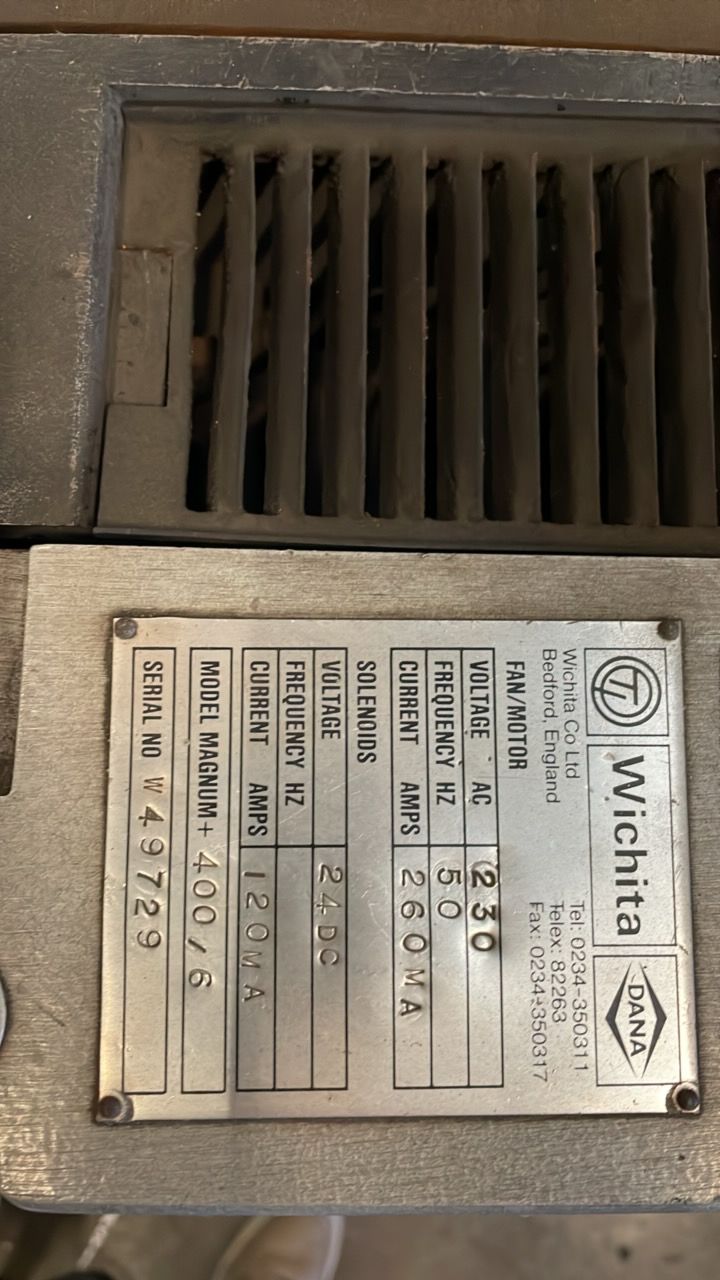 Wichita DANA
Wichita Co Ltd Tel: 0234-350311
Bedford, England Telex: 82263
Fax: 0234-350317
FAN/MOTOR
VOLTAGE AC 230
FREQUENCY HZ 50
CURRENT AMPS 260MA
SOLENOIDS
VOLTAGE 24DC
FREQUENCY HZ
CURRENT AMPS 120MA
MODEL MAGNUM+ 400/6
SERIAL NO W49729